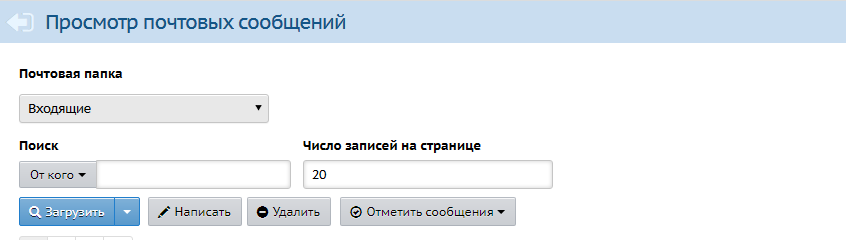 Просмотр почтовых сообщений
Почтовая папка
Входящие
Поиск Число записей на странице
От кого 20
Загрузить Написать Удалить Отметить сообщения